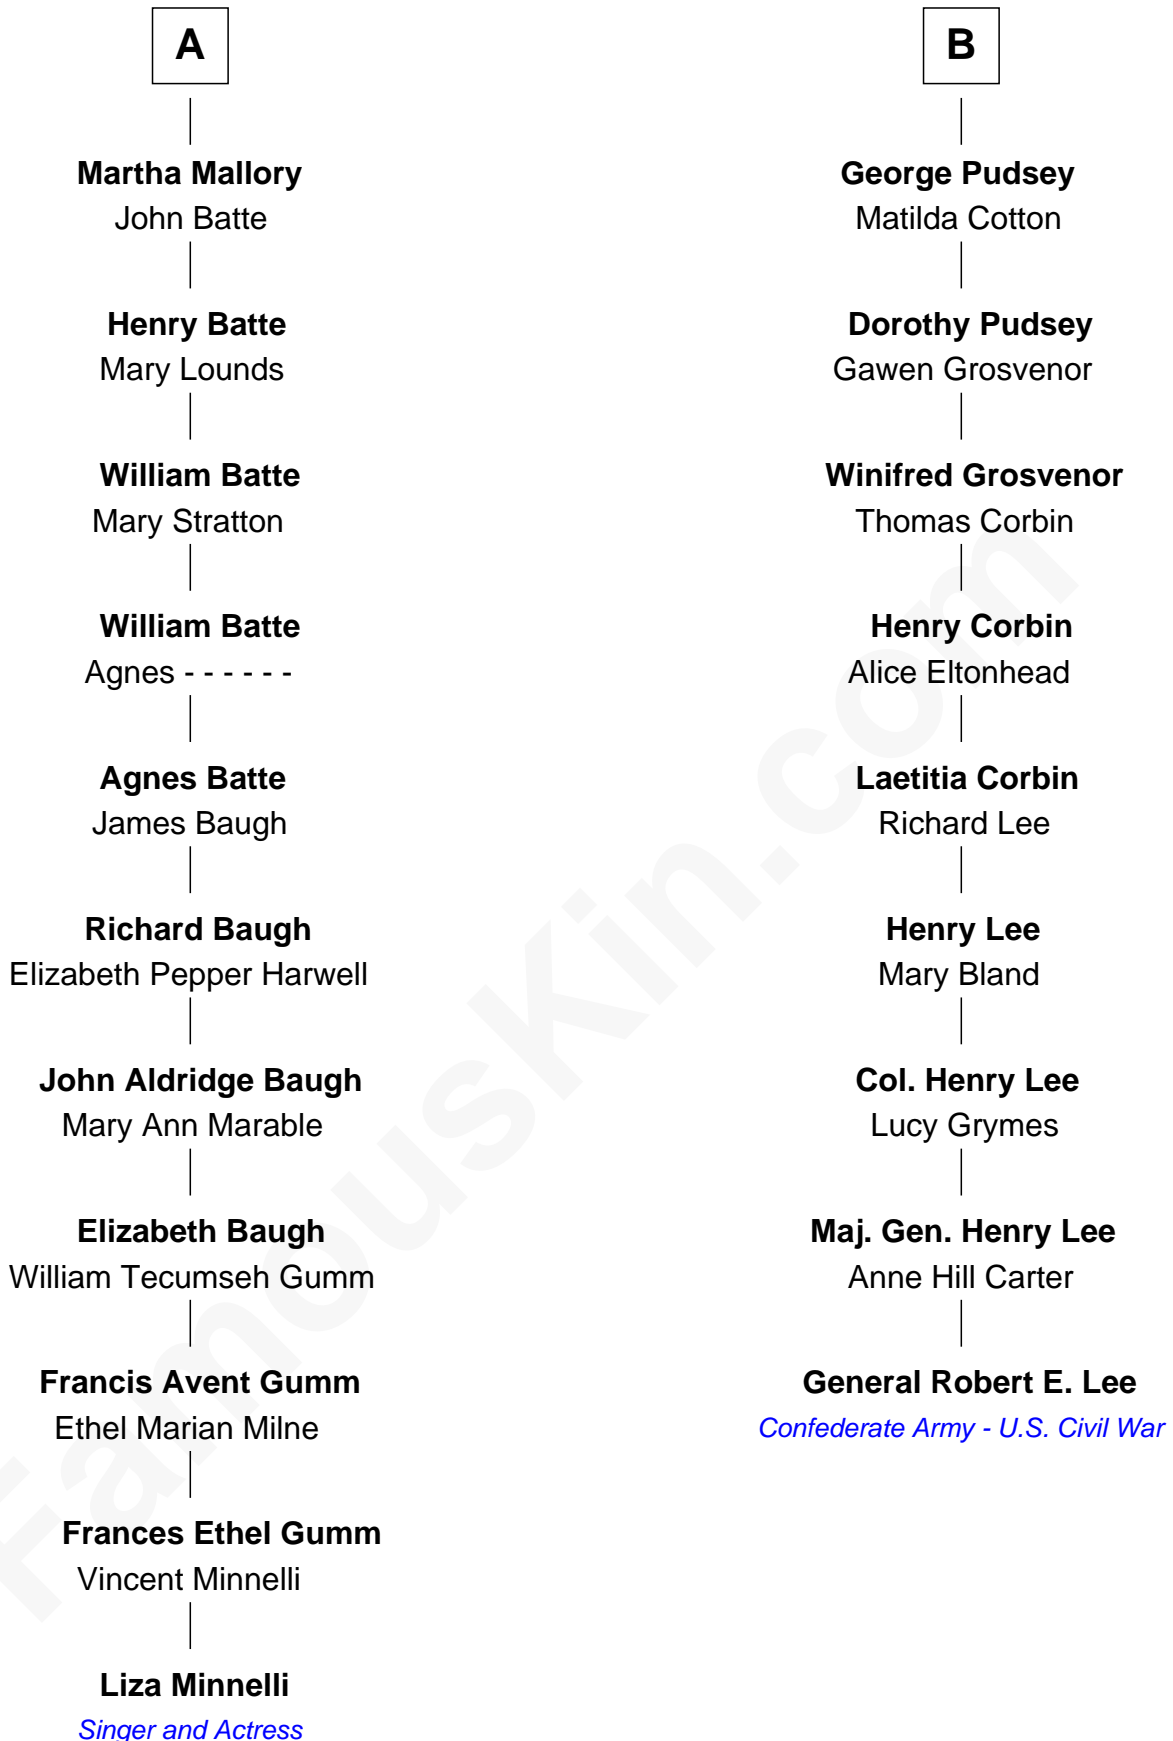 A
Martha Mallory
John Batte
Henry Batte
Mary Lounds
William Batte
Mary Stratton
William Batte
Agnes - - - - - -
Agnes Batte
James Baugh
Richard Baugh
Elizabeth Pepper Harwell
John Aldridge Baugh
Mary Ann Marable
Elizabeth Baugh
William Tecumseh Gumm
Francis Avent Gumm
Ethel Marian Milne
Frances Ethel Gumm
Vincent Minnelli
Liza Minnelli
Singer and Actress
B
George Pudsey
Matilda Cotton
Dorothy Pudsey
Gawen Grosvenor
Winifred Grosvenor
Thomas Corbin
Henry Corbin
Alice Eltonhead
Laetitia Corbin
Richard Lee
Henry Lee
Mary Bland
Col. Henry Lee
Lucy Grymes
Maj. Gen. Henry Lee
Anne Hill Carter
General Robert E. Lee
Confederate Army - U.S. Civil War
FamousKin.com